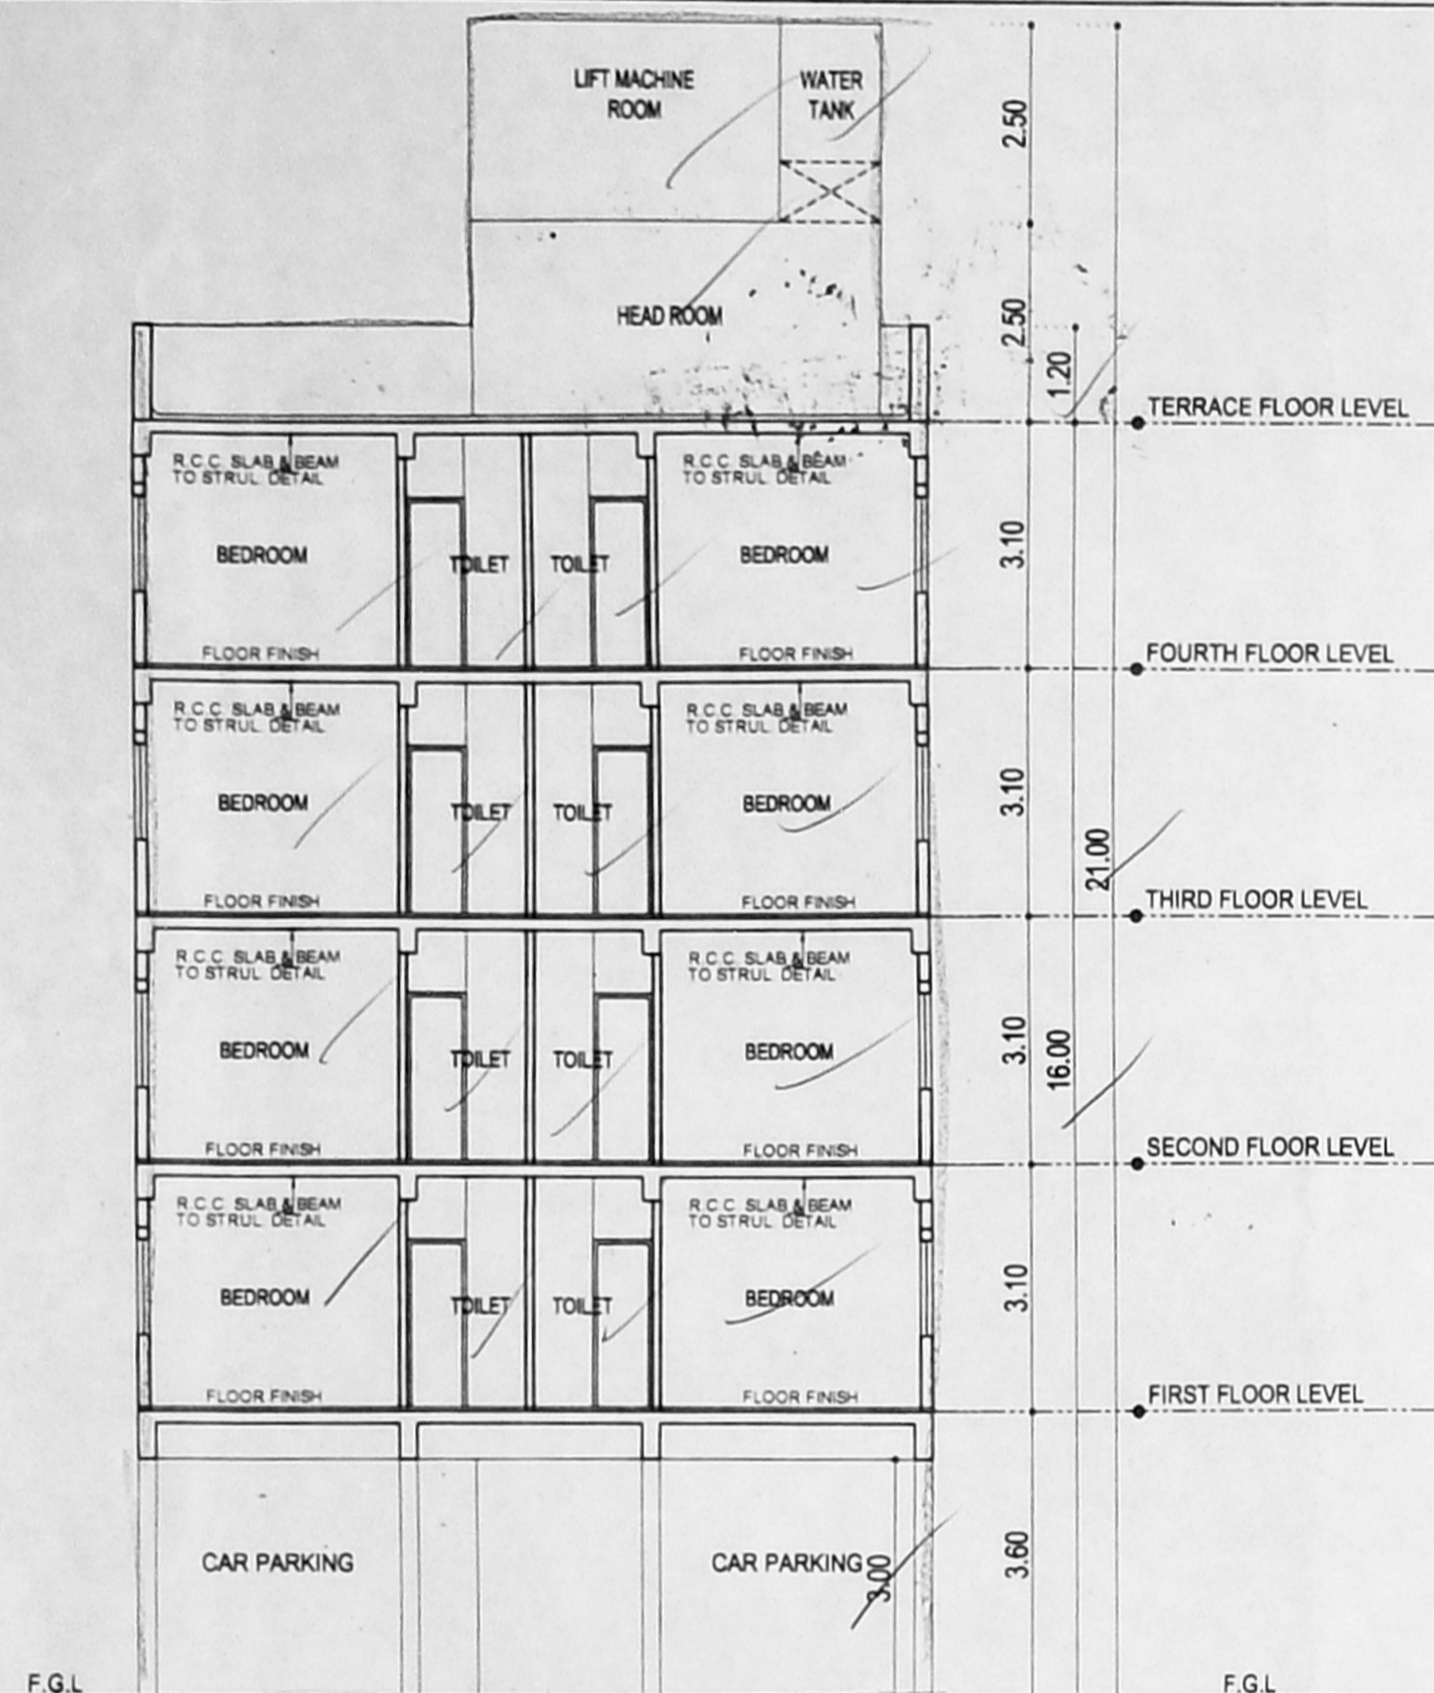 LIFT MACHINE
ROOM
WATER
TANK
2.50
HEAD ROOM
2.50
1.20
TERRACE FLOOR LEVEL
R.C.C. SLAB & BEAM
TO STRUL. DETAIL
R.C.C. SLAB & BEAM
TO STRUL. DETAIL
BEDROOM
TOILET
TOILET
BEDROOM
3.10
FLOOR FINISH
FLOOR FINISH
FOURTH FLOOR LEVEL
R.C.C. SLAB & BEAM
TO STRUL. DETAIL
R.C.C. SLAB & BEAM
TO STRUL. DETAIL
BEDROOM
TOILET
TOILET
BEDROOM
3.10
21.00
FLOOR FINISH
FLOOR FINISH
THIRD FLOOR LEVEL
R.C.C. SLAB & BEAM
TO STRUL. DETAIL
R.C.C. SLAB & BEAM
TO STRUL. DETAIL
BEDROOM
TOILET
TOILET
BEDROOM
3.10
16.00
FLOOR FINISH
FLOOR FINISH
SECOND FLOOR LEVEL
R.C.C. SLAB & BEAM
TO STRUL. DETAIL
R.C.C. SLAB & BEAM
TO STRUL. DETAIL
BEDROOM
TOILET
TOILET
BEDROOM
3.10
FLOOR FINISH
FLOOR FINISH
FIRST FLOOR LEVEL
CAR PARKING
CAR PARKING
3.00
3.60
F.G.L
F.G.L